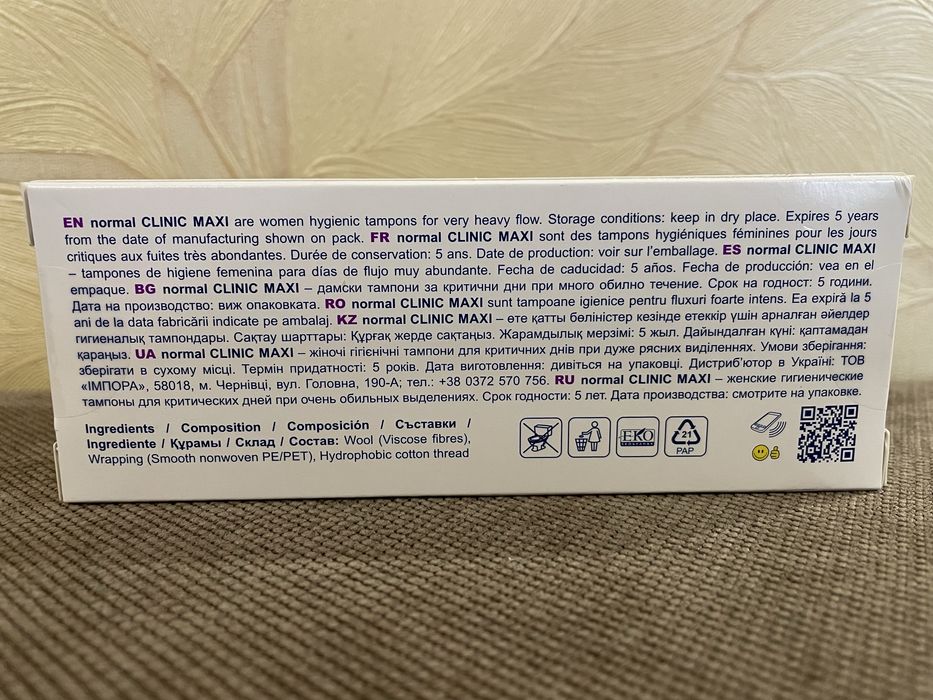 EN normal CLINIC MAXI are women hygienic tampons for very heavy flow. Storage conditions: keep in dry place. Expires 5 years
from the date of manufacturing shown on pack. FR normal CLINIC MAXI sont des tampons hygiéniques féminines pour les jours
critiques aux fuites très abondantes. Durée de conservation: 5 ans. Date de production: voir sur l'emballage. ES normal CLINIC MAXI
– tampones de higiene femenina para días de flujo muy abundante. Fecha de caducidad: 5 años. Fecha de producción: vea en el
empaque. BG normal CLINIC MAXI – дамски тампони за критични дни при много обилно течение. Срок на годност: 5 години.
Дата на производство: виж опаковката. RO normal CLINIC MAXI sunt tampoane igienice pentru fluxuri foarte intens. Ea expiră la 5
ani de la data fabricării indicate pe ambalaj. KZ normal CLINIC MAXI – өте қатты бөліністер кезінде етеккір үшін арналған әйелдер
гигиеналық тампондары. Сақтау шарттары: Құрғақ жерде сақтаңыз. Жарамдылық мерзімі: 5 жыл. Дайындалған күні: қаптамадан
қараңыз. UA normal CLINIC MAXI – жіночі гігієнічні тампони для критичних днів при дуже рясних виділеннях. Умови зберігання:
зберігати в сухому місці. Термін придатності: 5 років. Дата виготовлення: дивіться на упаковці. Дистриб'ютор в Україні: ТОВ
«ІМПОРА», 58018, м. Чернівці, вул. Головна, 190-А; тел.: +38 0372 570 756. RU normal CLINIC MAXI – женские гигиенические
тампоны для критических дней при очень обильных выделениях. Срок годности: 5 лет. Дата производства: смотрите на упаковке.
Ingredients / Composition / Composición / Съставки /
Ingrediente / Құрамы / Склад / Состав: Wool (Viscose fibres),
Wrapping (Smooth nonwoven PE/PET), Hydrophobic cotton thread
EKO
21
PAP